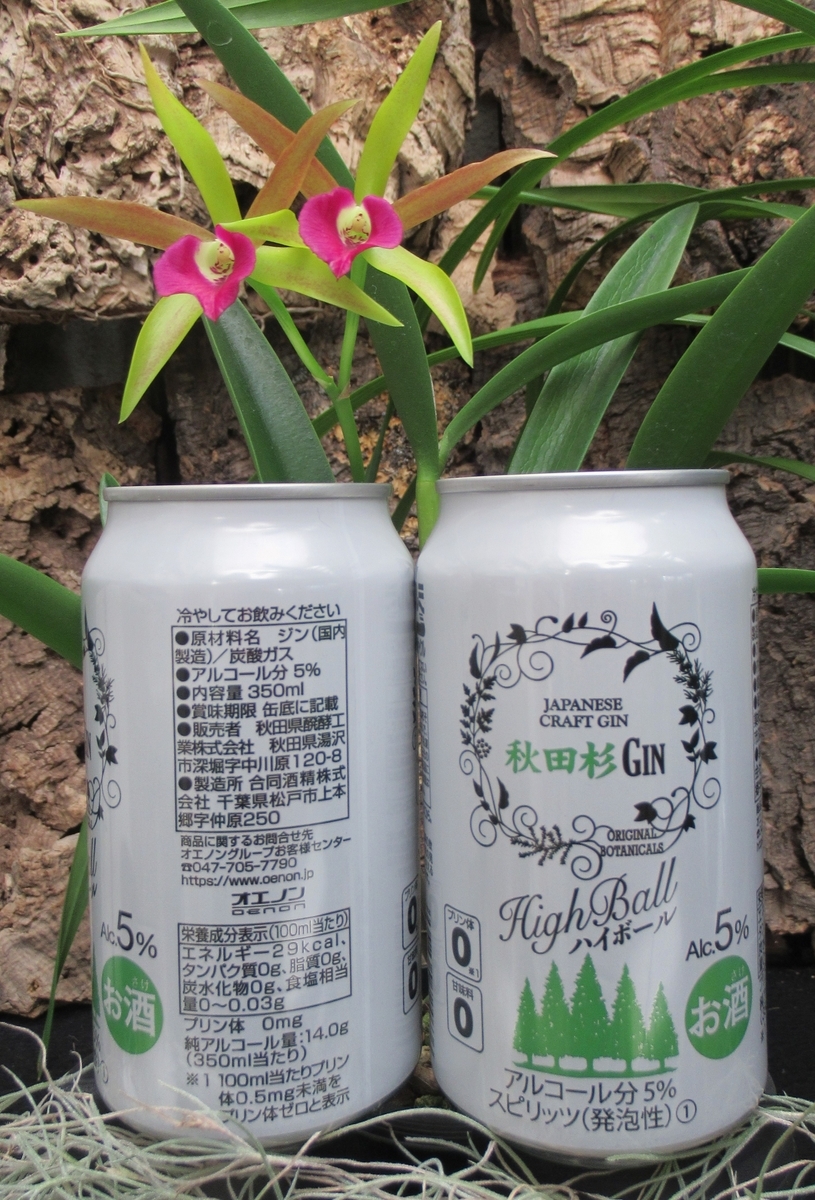 冷やしてお飲みください
●原材料名 ジン(国内
製造)/炭酸ガス
●アルコール分 5%
●内容量 350ml
●賞味期限 缶底に記載
●販売者 秋田県醗酵工
業株式会社 秋田県湯沢
市深堀字中川原120-8
●製造所 合同酒精株式
会社 千葉県松戸市上本
郷字仲原250
商品に関するお問合せ先
オエノングループお客様センター
☎047-705-7790
https://www.oenon.jp
オエノン
OENON
栄養成分表示(100ml当たり)
エネルギー29kcal、
タンパク質0g、脂質0g、
炭水化物0g、食塩相当
量0～0.03g
プリン体 0mg
純アルコール量:14.0g
(350ml当たり)
※1 100ml当たりプリン
体0.5mg未満を
プリン体ゼロと表示
Alc.5%
さけ
お酒
JAPANESE
CRAFT GIN
秋田杉GIN
ORIGINAL
BOTANICALS
HighBall
ハイボール
プリン体
0※1
甘味料
0
Alc.5%
さけ
お酒
アルコール分 5%
スピリッツ(発泡性)①